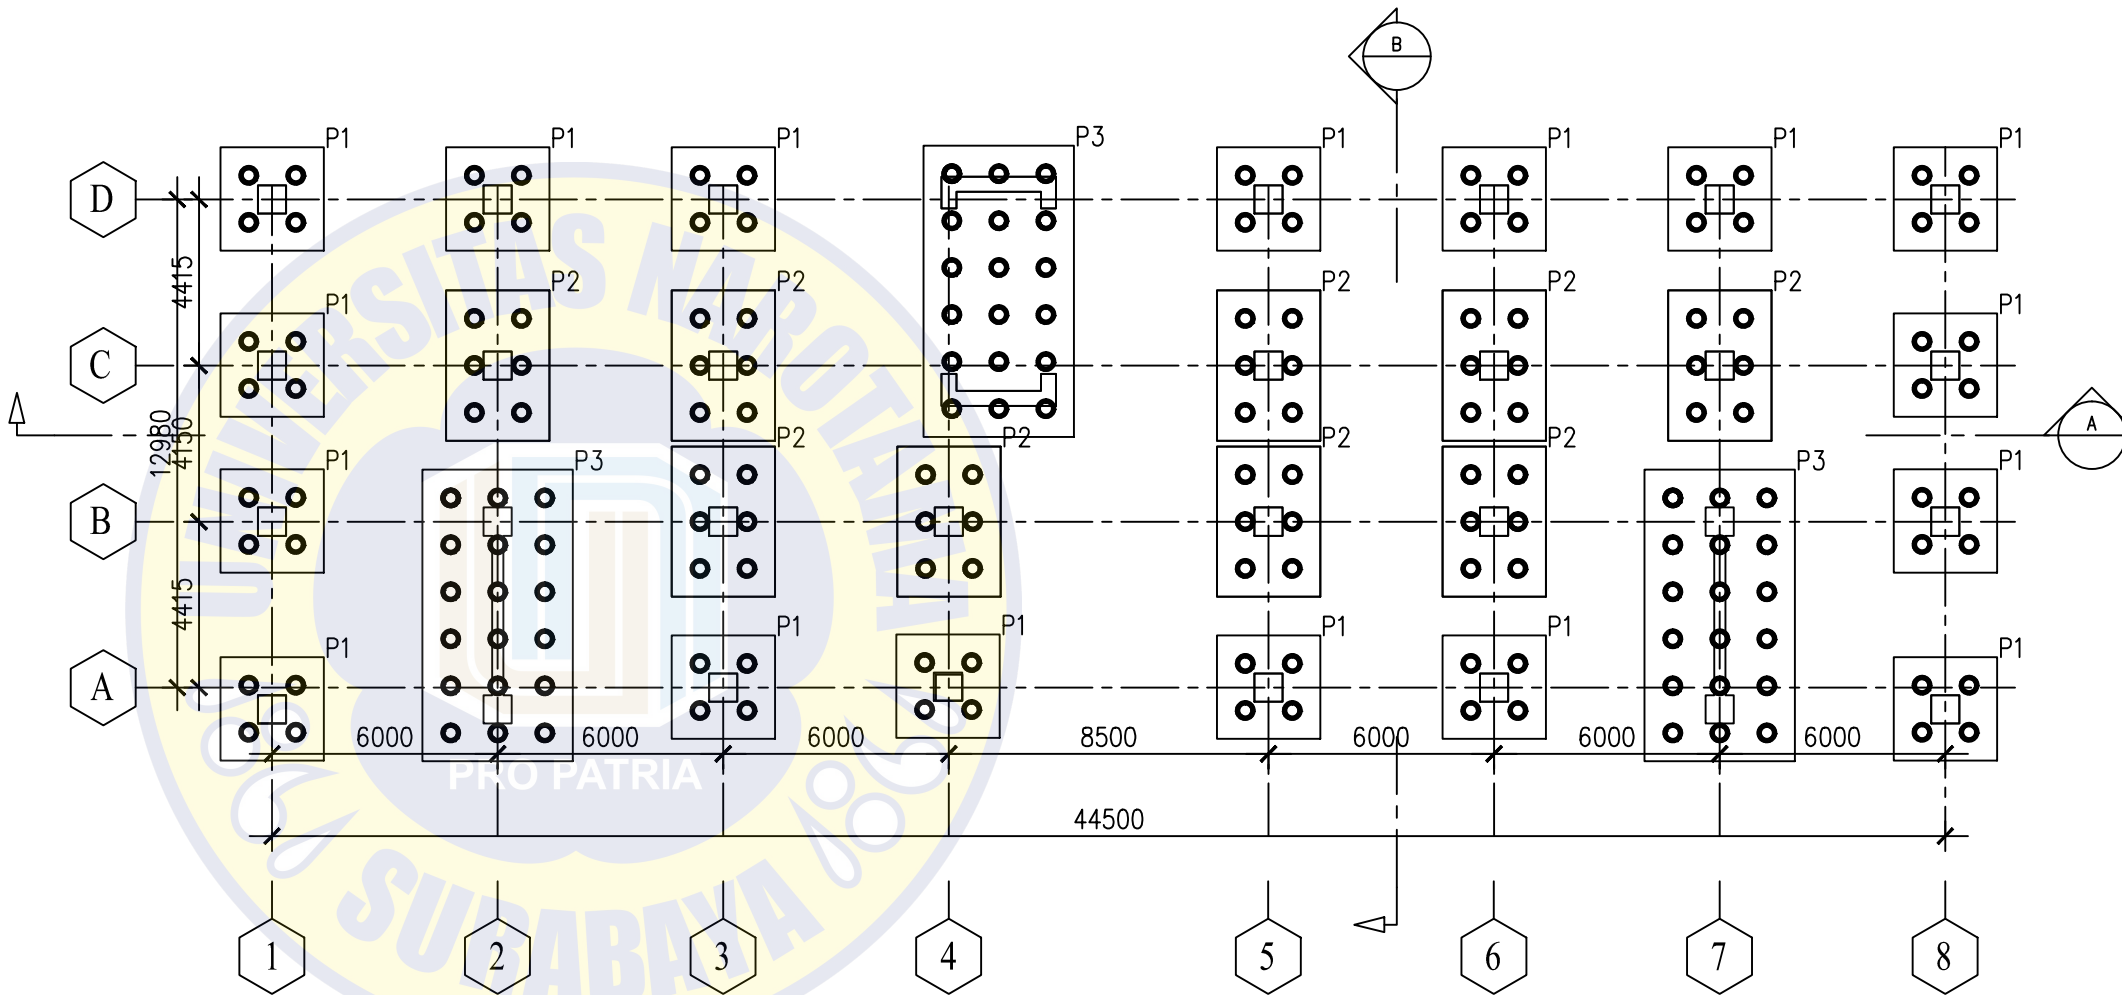 B
P1 P1 P1 P3 P1 P1 P1 P1
D
4415
P1 P2 P2 P2 P2 P2 P1
C
12980
4150
A
P1 P3 P2 P2 P2 P2 P3 P1
B
4415
P1 P1 P1 P1 P1 P1
A
6000 6000 6000 8500 6000 6000 6000
44500
1 2 3 4 5 6 7 8
UNIVERSITAS NAROTAMA
PRO PATRIA
SURABAYA